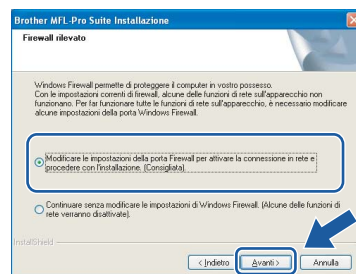 Brother MFL-Pro Suite Installazione
Firewall rilevato
Windows Firewall permette di proteggere il computer in vostro possesso.
Con le impostazioni correnti di firewall, alcune delle funzioni di rete sull'apparecchio non
funzionano. Per far funzionare tutte le funzioni di rete sull'apparecchio, è necessario modificare
alcune impostazioni della porta Windows Firewall.
Modificare le impostazioni della porta Firewall per attivare la connessione in rete e
procedere con l'installazione. (Consigliata)
Continuare senza modificare le impostazioni di Windows Firewall. (Alcune delle funzioni di
rete verranno disattivate).
InstallShield
< Indietro
Avanti >
Annulla